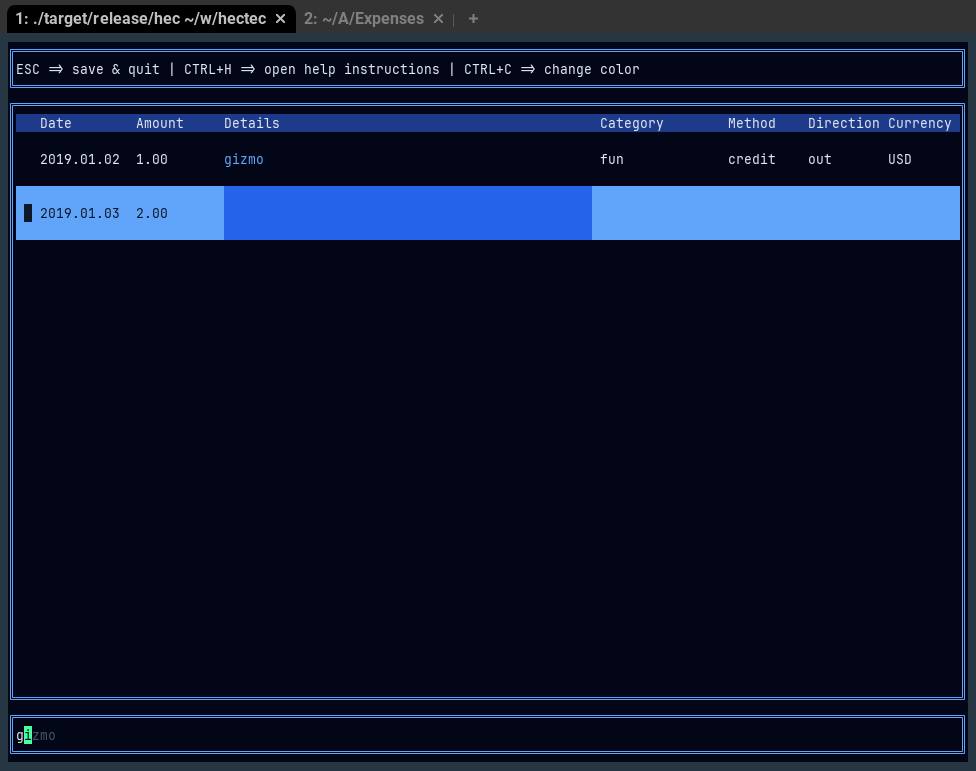 1: ./target/release/hec ~/w/hectec × 2: ~/A/Expenses × | +
ESC => save & quit | CTRL+H => open help instructions | CTRL+C => change color
Date Amount Details Category Method Direction Currency
2019.01.02 1.00 gizmo fun credit out USD
2019.01.03 2.00
gizmo